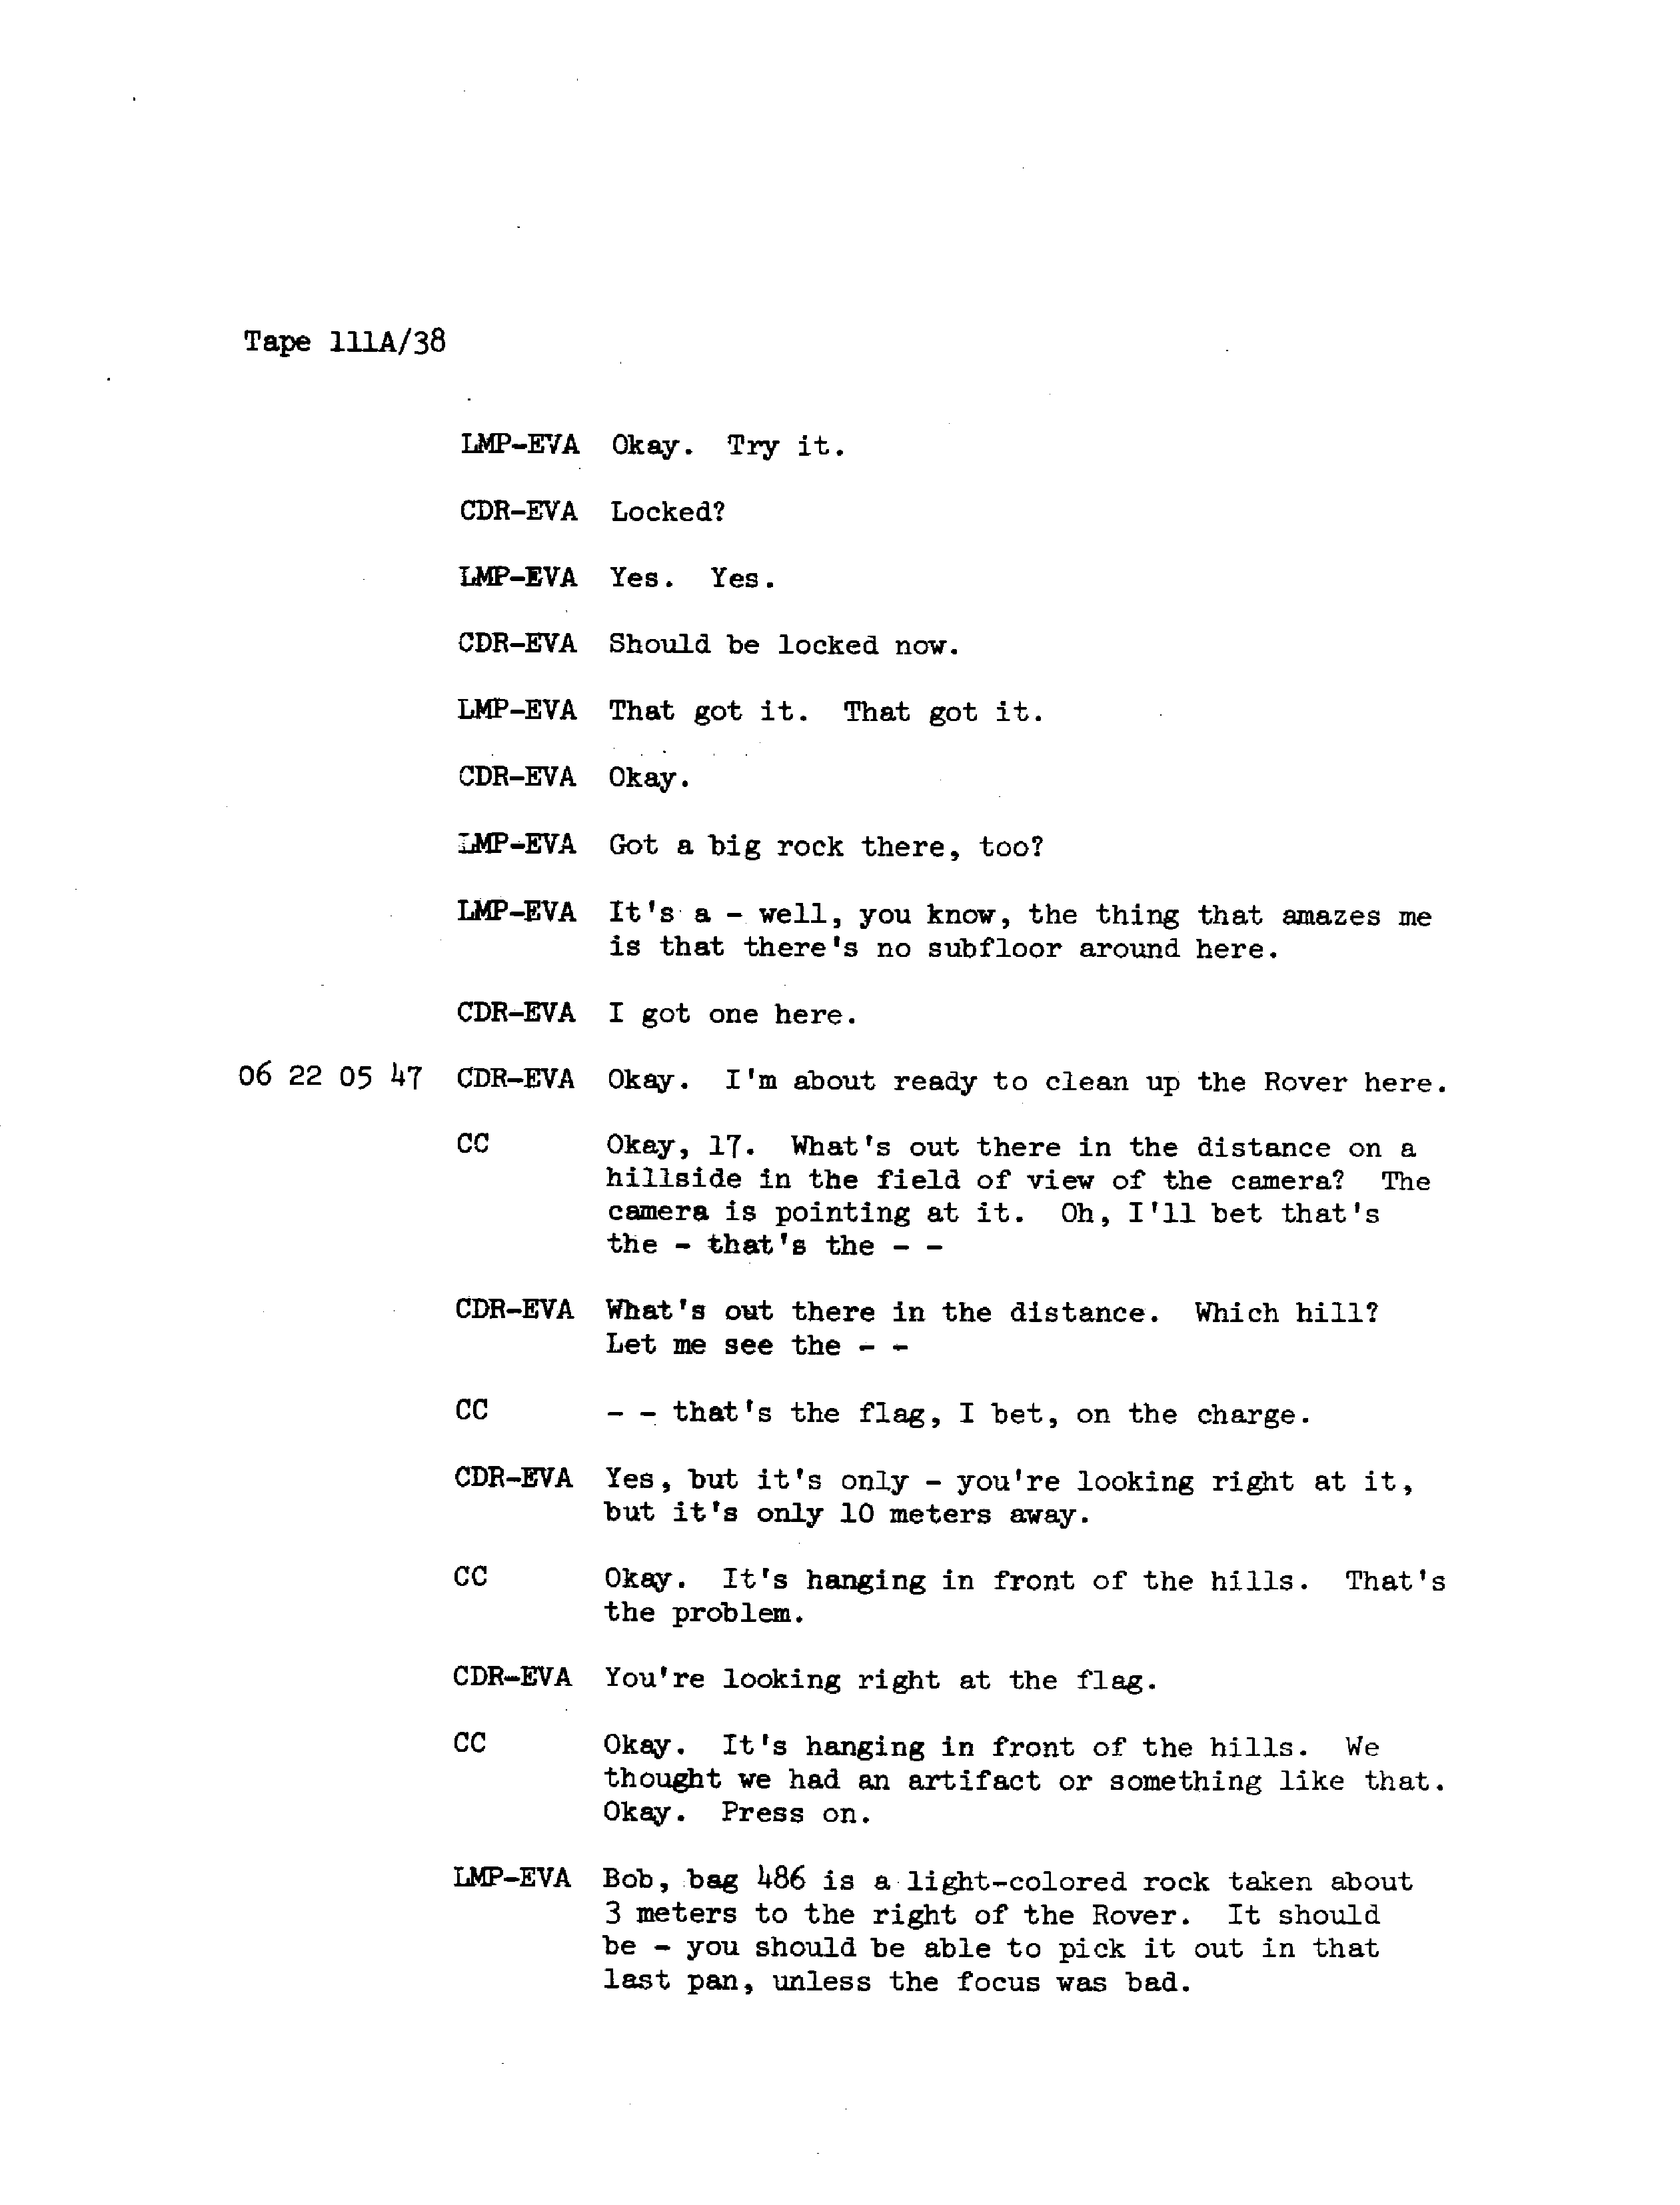 Tape 111A/38
LMP-EVA Okay. Try it.
CDR-EVA Locked?
LMP-EVA Yes. Yes.
CDR-EVA Should be locked now.
LMP-EVA That got it. That got it.
CDR-EVA Okay.
LMP-EVA Got a big rock there, too?
LMP-EVA It's a - well, you know, the thing that amazes me
is that there's no subfloor around here.
CDR-EVA I got one here.
06 22 05 47 CDR-EVA Okay. I'm about ready to clean up the Rover here.
CC Okay, 17. What's out there in the distance on a
hillside in the field of view of the camera? The
camera is pointing at it. Oh, I'll bet that's
the - that's the - -
CDR-EVA What's out there in the distance. Which hill?
Let me see the - -
CC - - that's the flag, I bet, on the charge.
CDR-EVA Yes, but it's only - you're looking right at it,
but it's only 10 meters away.
CC Okay. It's hanging in front of the hills. That's
the problem.
CDR-EVA You're looking right at the flag.
CC Okay. It's hanging in front of the hills. We
thought we had an artifact or something like that.
Okay. Press on.
LMP-EVA Bob, bag 486 is a light-colored rock taken about
3 meters to the right of the Rover. It should
be - you should be able to pick it out in that
last pan, unless the focus was bad.